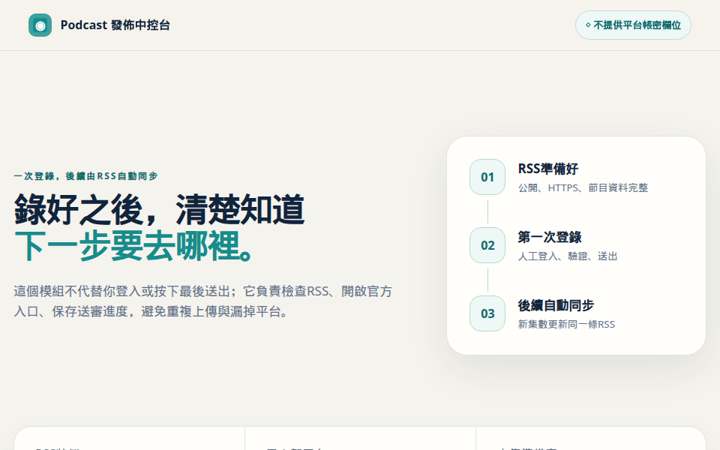 Podcast 發佈中控台
不提供平台帳密欄位
一次登錄，後續由RSS自動同步
錄好之後，清楚知道
下一步要去哪裡。
這個模組不代替你登入或按下最後送出；它負責檢查RSS、開啟官方
入口、保存送審進度，避免重複上傳與漏掉平台。
01
RSS準備好
公開、HTTPS、節目資料完整
02
第一次登錄
人工登入、驗證、送出
03
後續自動同步
新集數更新同一條RSS